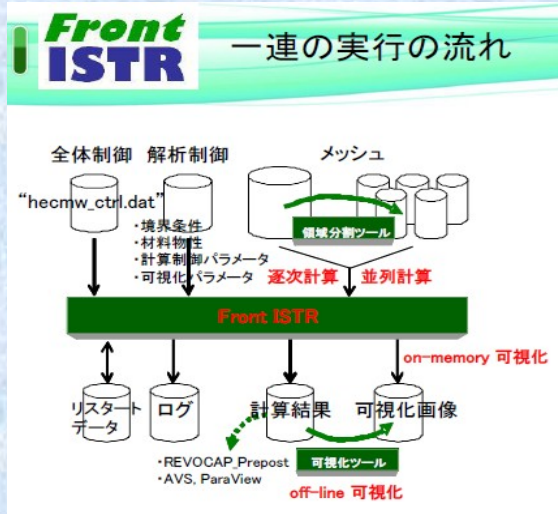 Front
ISTR
一連の実行の流れ
全体制御
解析制御
メッシュ
“hecmw_ctrl.dat”
・境界条件
・材料物性
・計算制御パラメータ
・可視化パラメータ
領域分割ツール
逐次計算
並列計算
Front ISTR
on-memory 可視化
リスタート
データ
ログ
計算結果
可視化画像
・REVOCAP_Prepost
・AVS, ParaView
可視化ツール
off-line 可視化